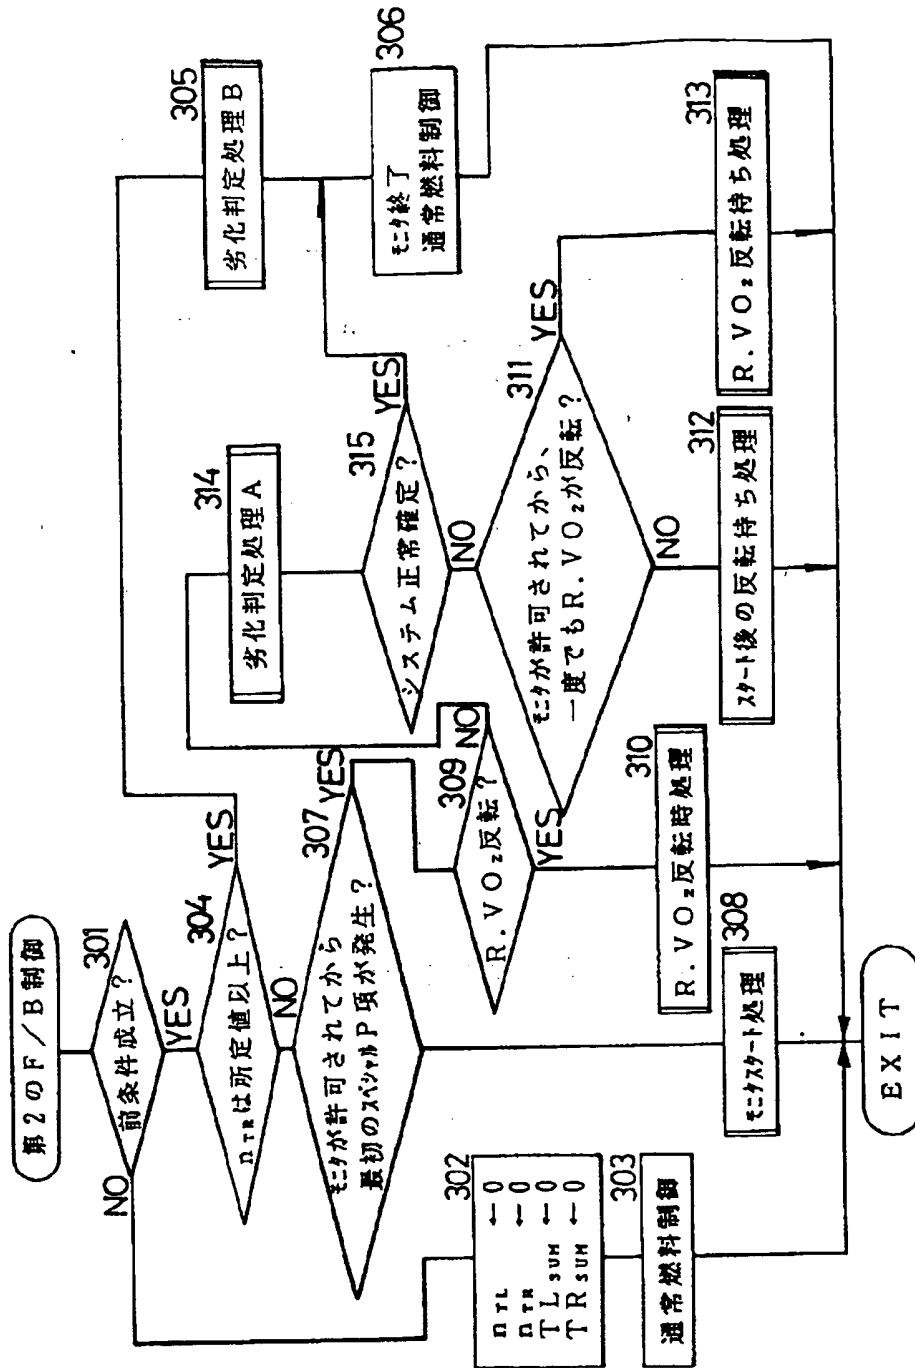 第2のF/B制御
301
前条件成立?
NO
YES
304
nTRは所定値以上?
YES
NO
307
モニタが許可されてから
最初のスペシャルP項が発生?
YES
302
nTL ←0
nTR ←0
TLSUM ←0
TRSUM ←0
303
通常燃料制御
308
モニタスタート処理
309
R.VO₂反転?
NO
YES
310
R.VO₂反転時処理
314
劣化判定処理A
315
システム正常確定?
YES
NO
311
モニタが許可されてから、
一度でもR.VO₂が反転?
YES
NO
312
スタート後の反転待ち処理
313
R.VO₂反転待ち処理
305
劣化判定処理B
306
モニタ終了
通常燃料制御
EXIT